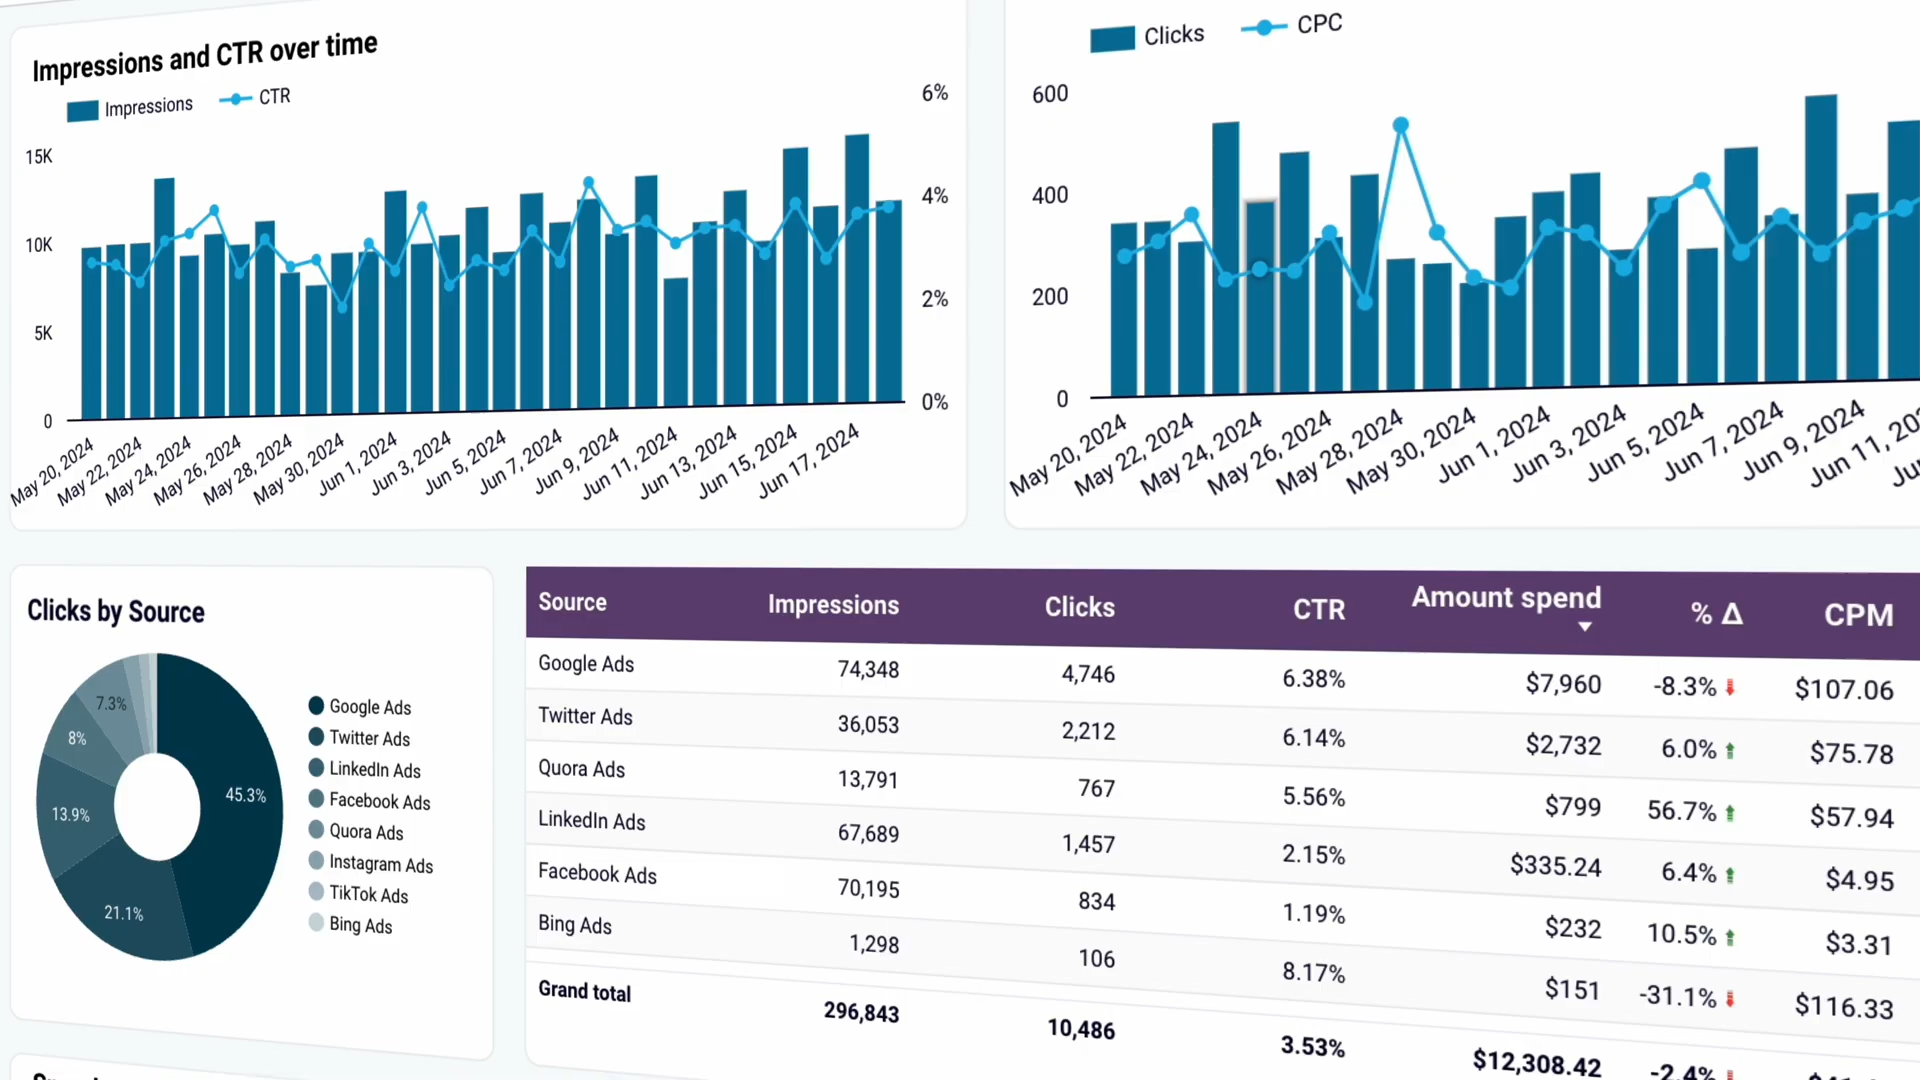 Impressions and CTR over time
Impressions CTR
15K
10K
5K
0
6%
4%
2%
0%
May 20, 2024 May 22, 2024 May 24, 2024 May 26, 2024 May 28, 2024 May 30, 2024 Jun 1, 2024 Jun 3, 2024 Jun 5, 2024 Jun 7, 2024 Jun 9, 2024 Jun 11, 2024 Jun 13, 2024 Jun 15, 2024 Jun 17, 2024
Clicks CPC
600
400
200
0
May 20, 2024 May 22, 2024 May 24, 2024 May 26, 2024 May 28, 2024 May 30, 2024 Jun 1, 2024 Jun 3, 2024 Jun 5, 2024 Jun 7, 2024 Jun 9, 2024 Jun 11, 20
Clicks by Source
45.3%
21.1%
13.9%
8%
7.3%
Google Ads
Twitter Ads
LinkedIn Ads
Facebook Ads
Quora Ads
Instagram Ads
TikTok Ads
Bing Ads
Source Impressions Clicks CTR Amount spend % Δ CPM
Google Ads 74,348 4,746 6.38% $7,960 -8.3% $107.06
Twitter Ads 36,053 2,212 6.14% $2,732 6.0% $75.78
Quora Ads 13,791 767 5.56% $799 56.7% $57.94
LinkedIn Ads 67,689 1,457 2.15% $335.24 6.4% $4.95
Facebook Ads 70,195 834 1.19% $232 10.5% $3.31
Bing Ads 1,298 106 8.17% $151 -31.1% $116.33
Grand total 296,843 10,486 3.53% $12,308.42 -2.4%